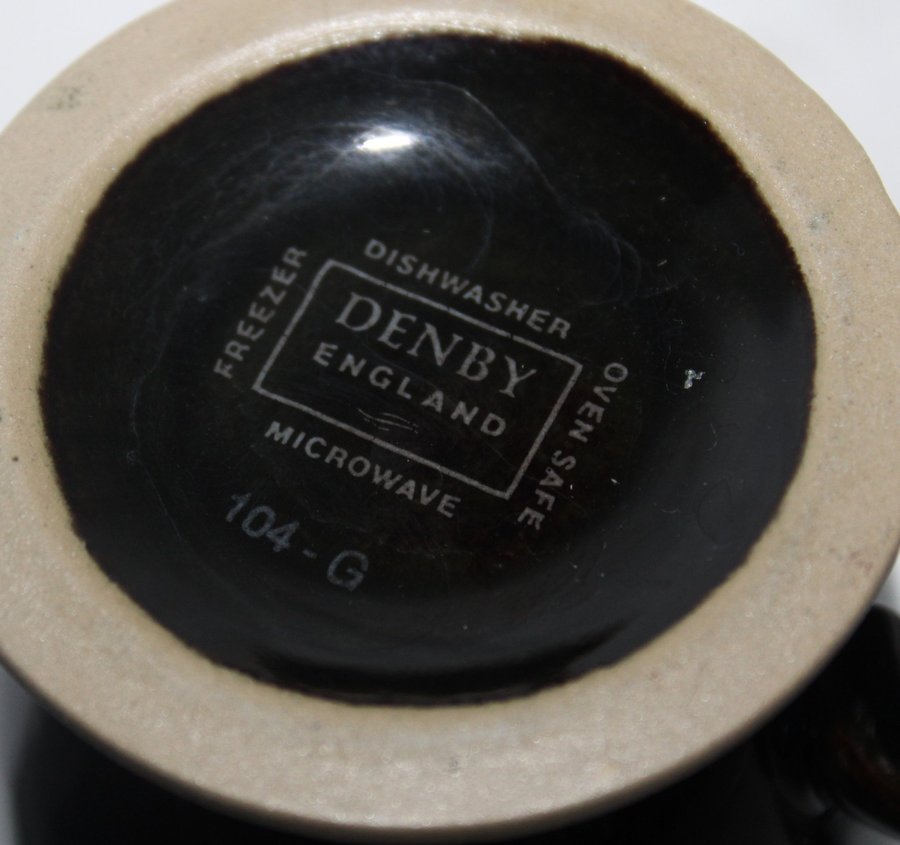 DISHWASHER
FREEZER
DENBY
ENGLAND
OVEN SAFE
MICROWAVE
104-G